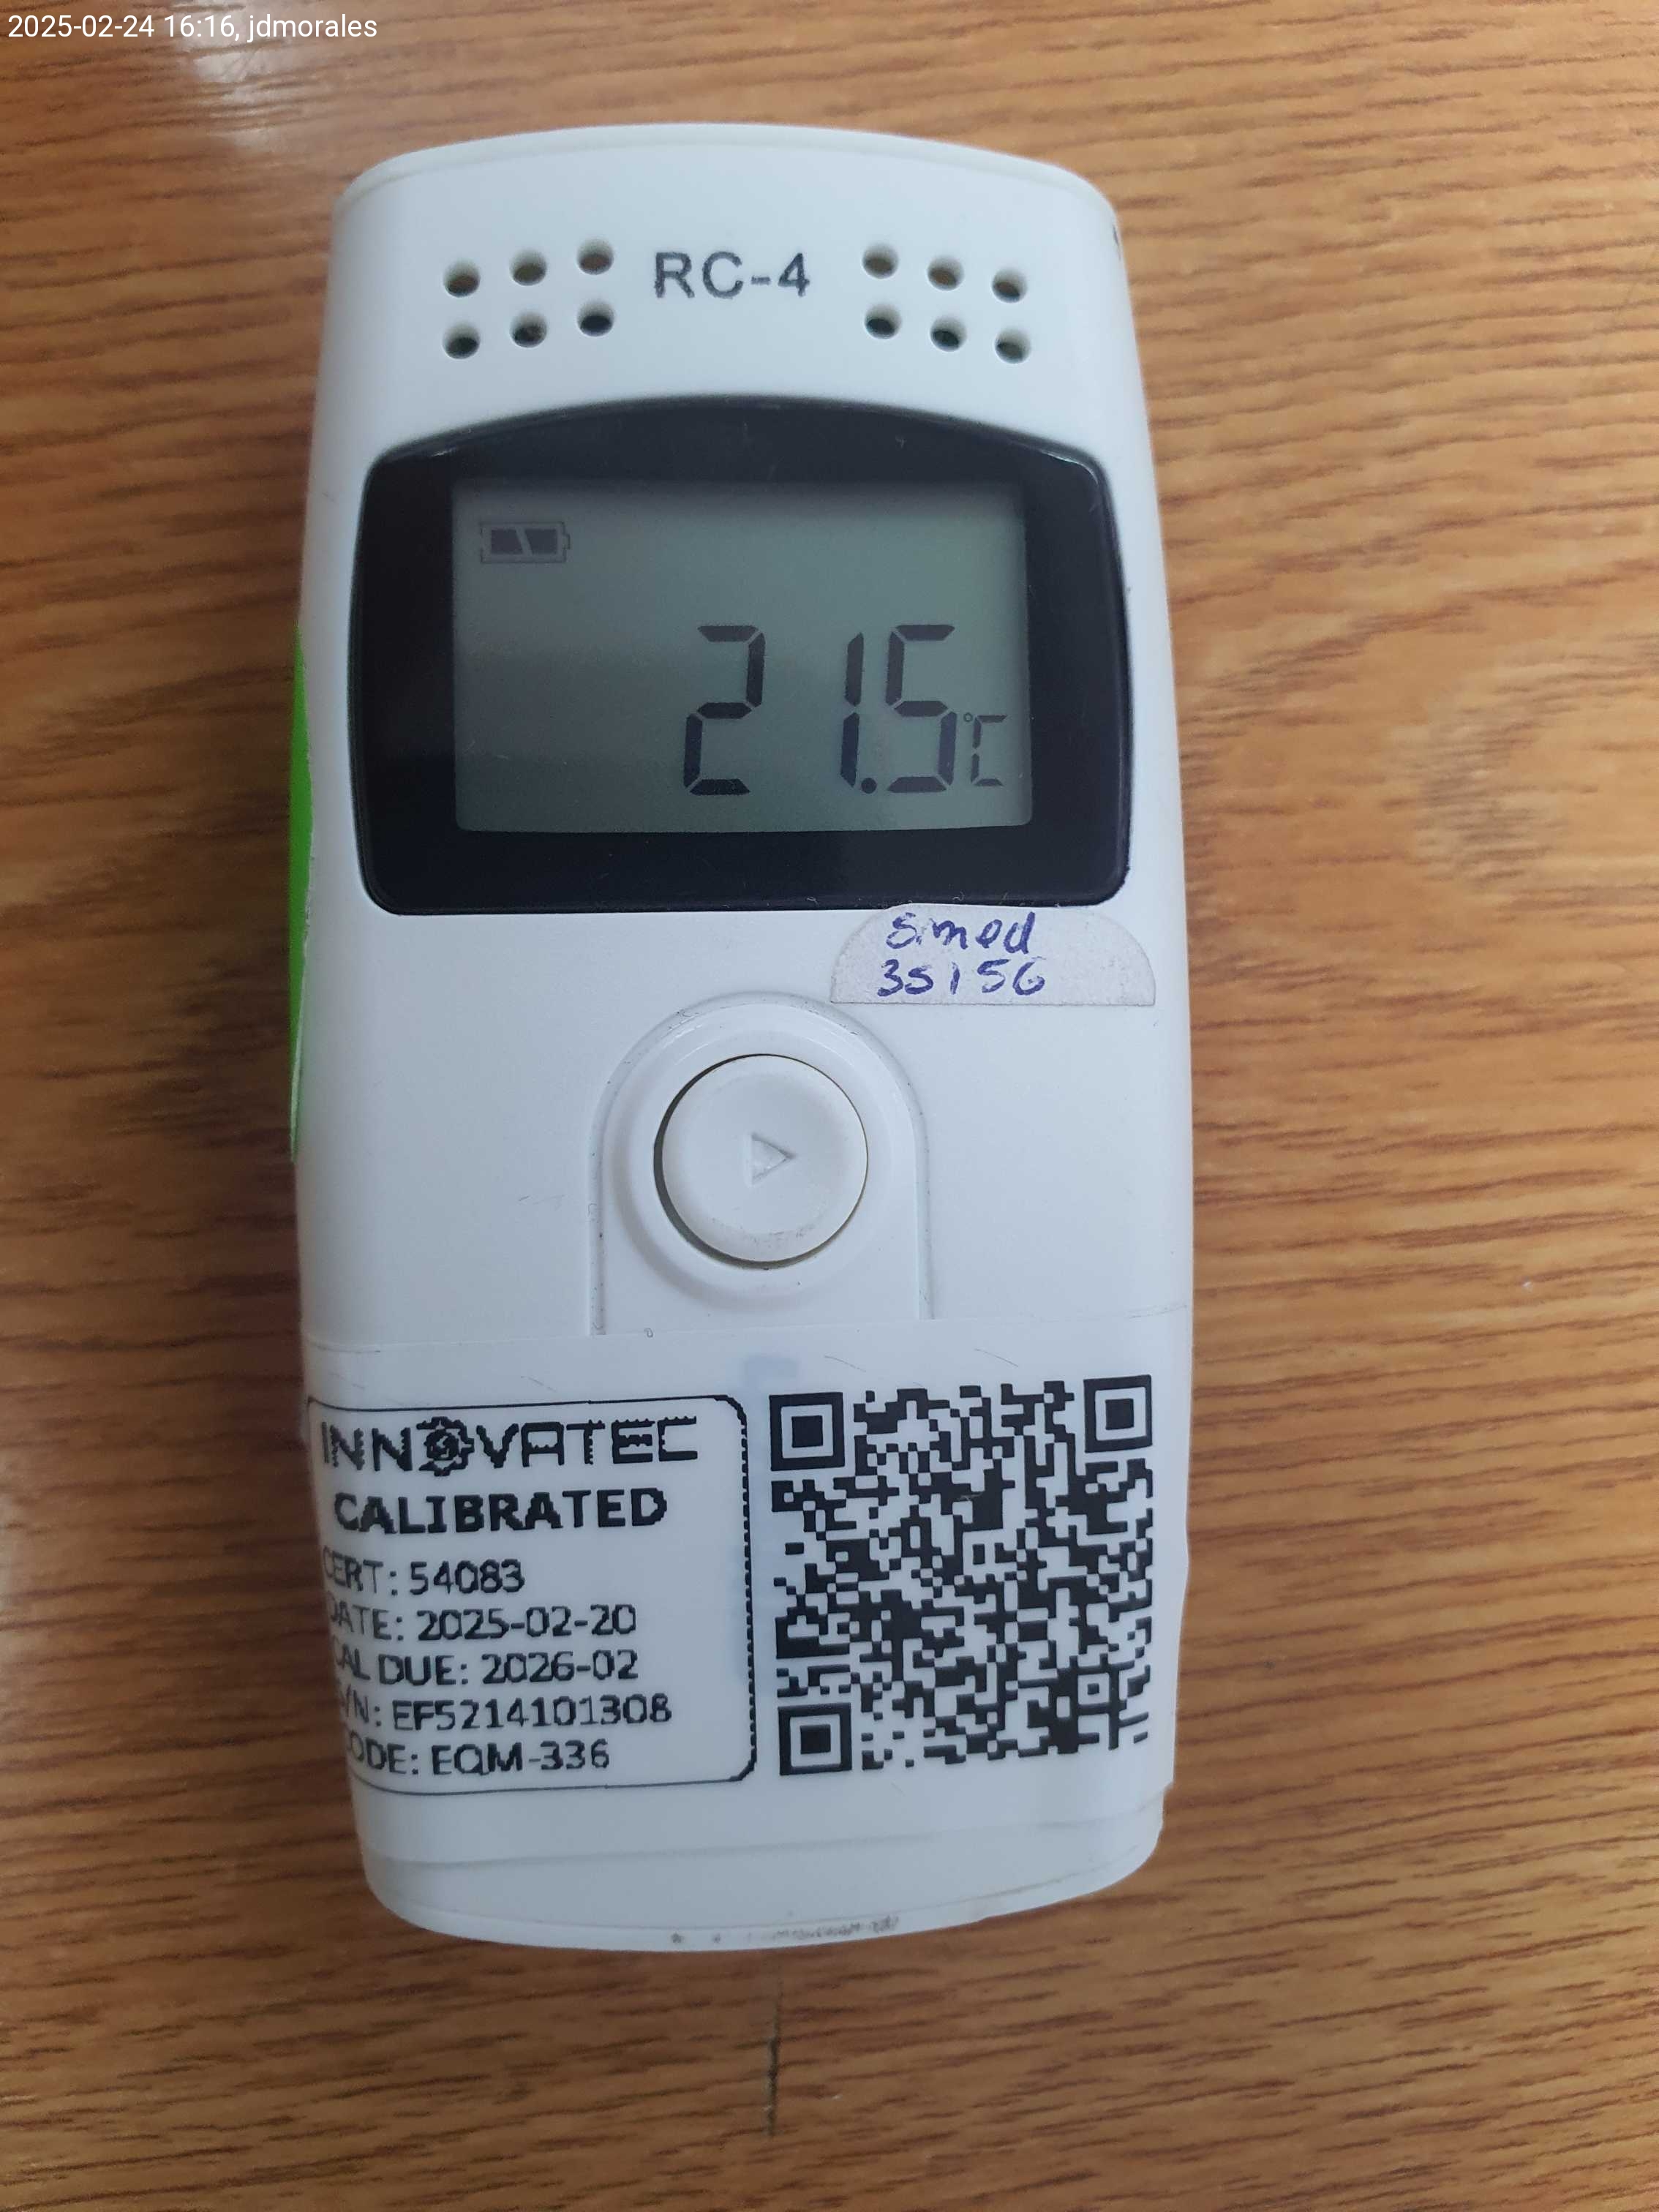 2025-02-24 16:16, jdmorales
RC-4
21.5°C
Simed
35156
INNOVATEC
CALIBRATED
CERT: 54083
DATE: 2025-02-20
CAL DUE: 2026-02
S/N: EF5214101308
CODE: EQM-336